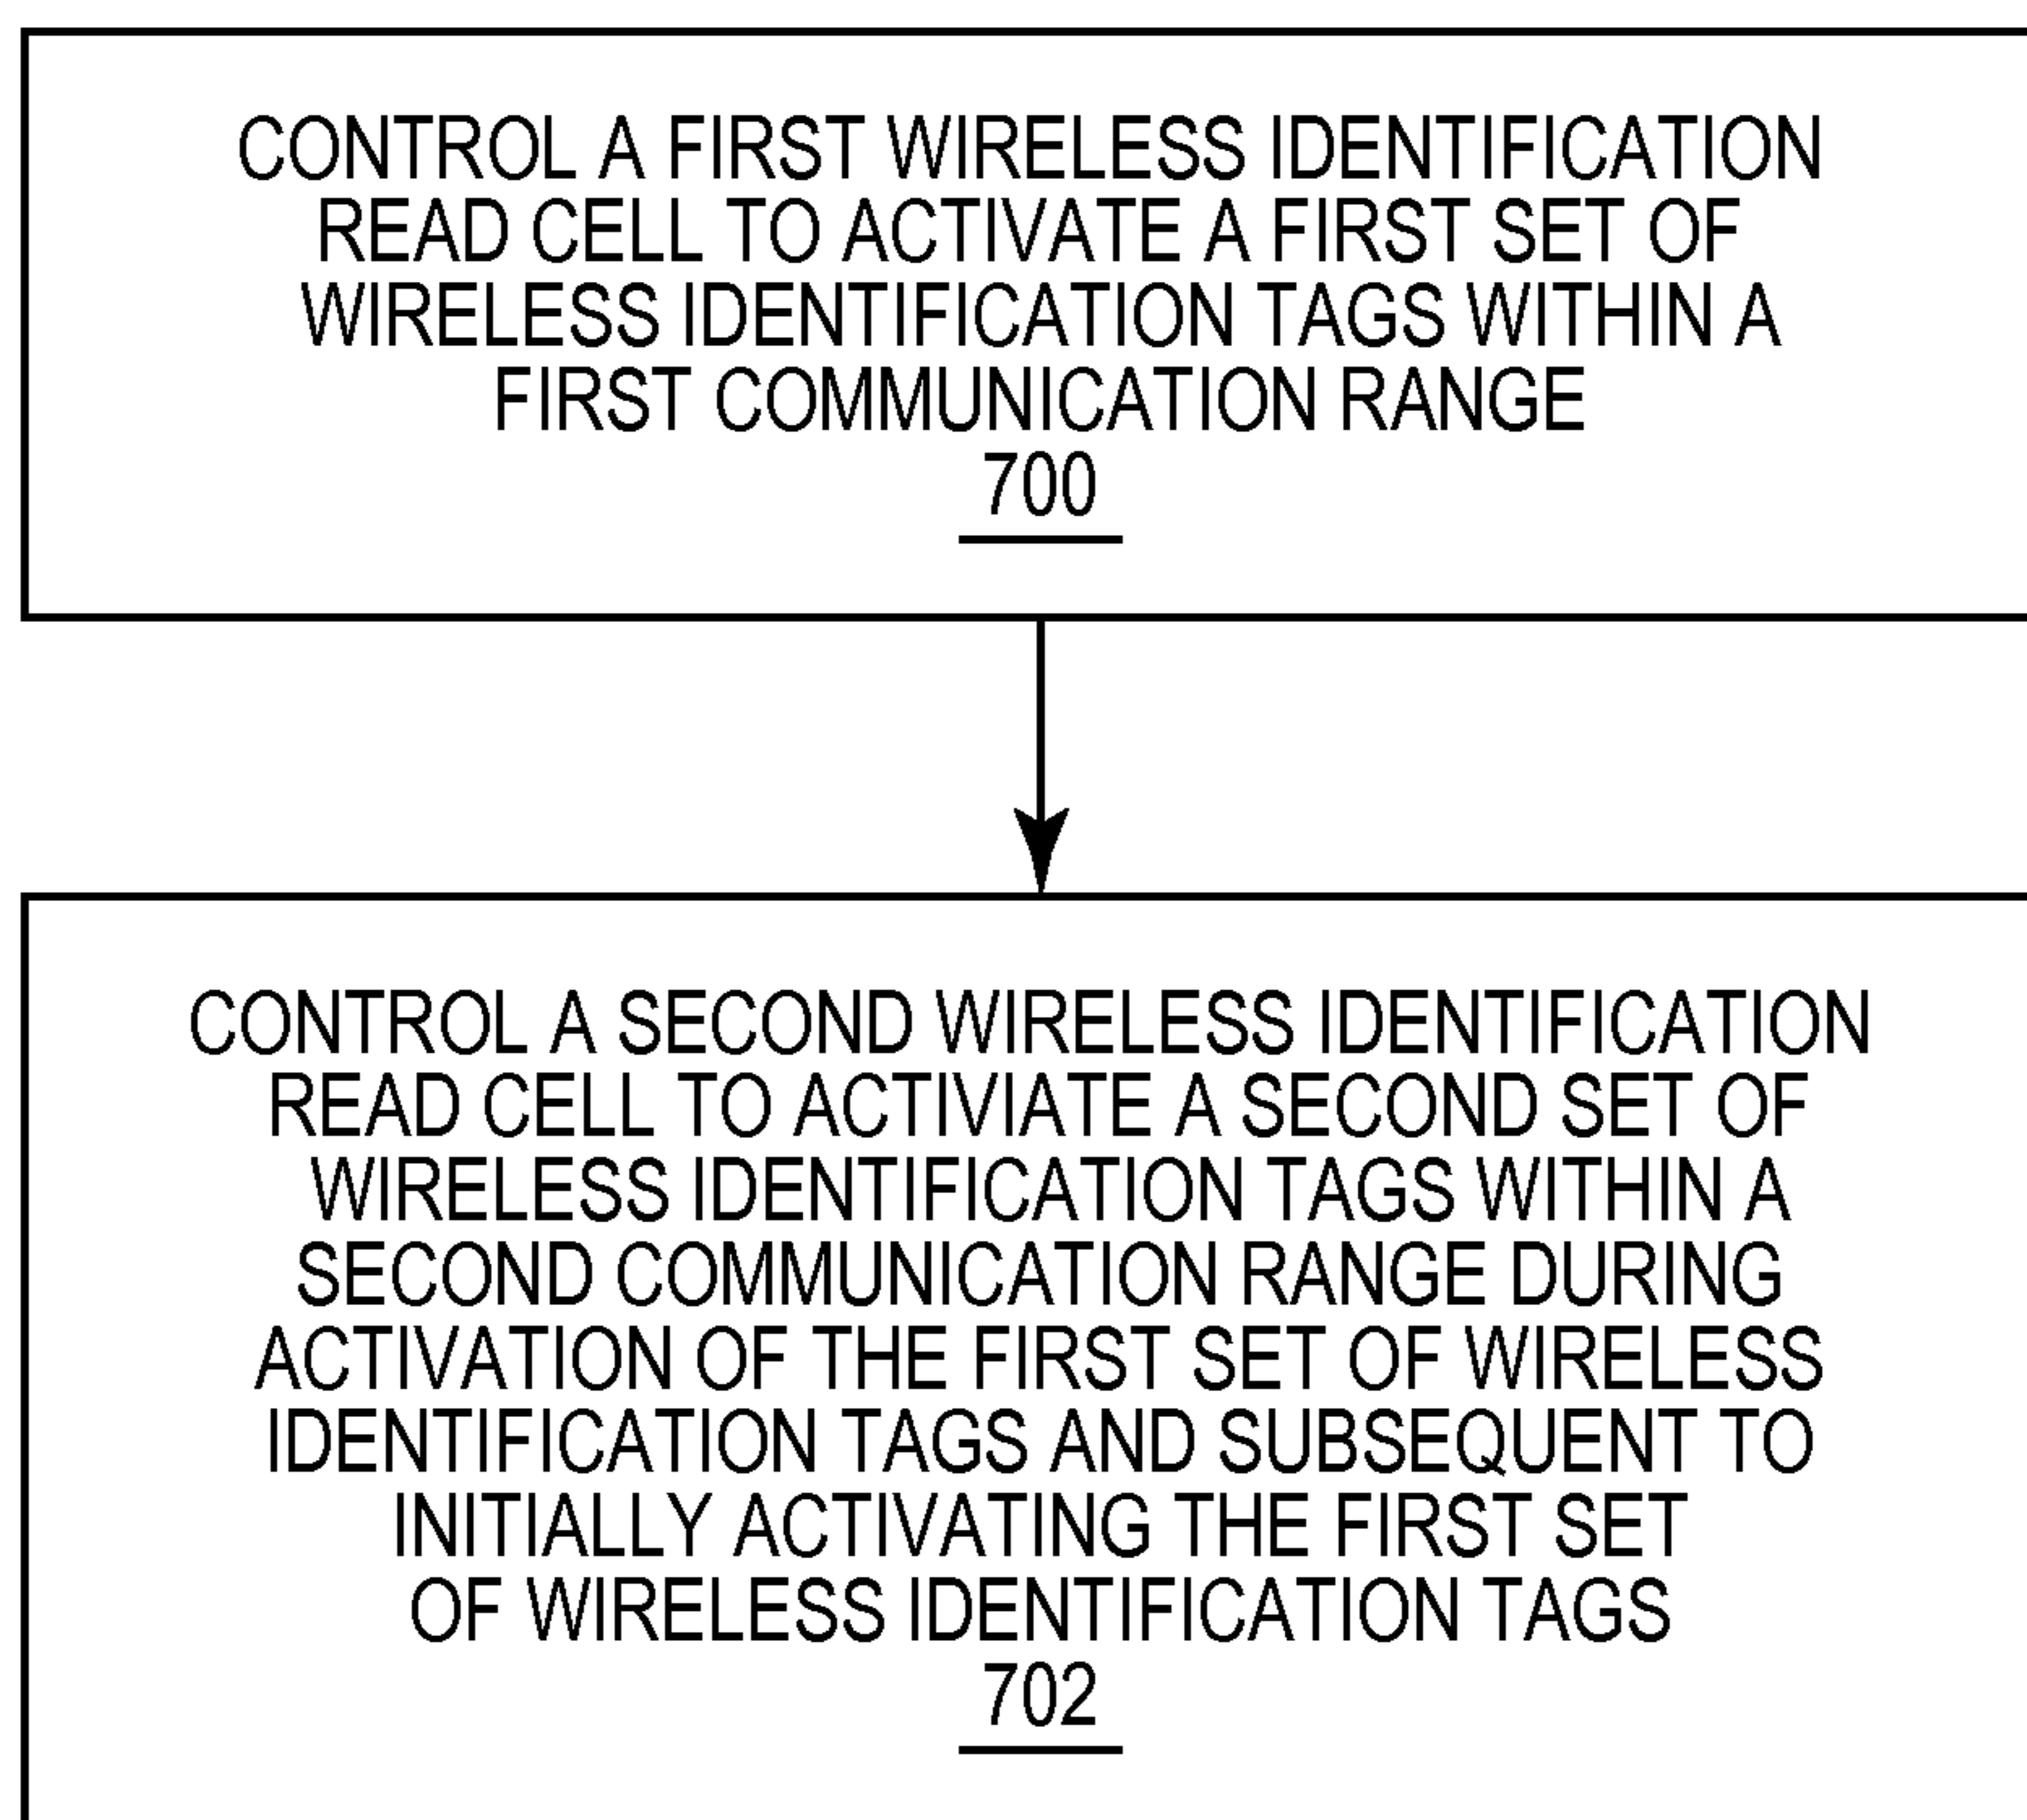 CONTROL A FIRST WIRELESS IDENTIFICATION
READ CELL TO ACTIVATE A FIRST SET OF
WIRELESS IDENTIFICATION TAGS WITHIN A
FIRST COMMUNICATION RANGE
700
CONTROL A SECOND WIRELESS IDENTIFICATION
READ CELL TO ACTIVIATE A SECOND SET OF
WIRELESS IDENTIFICATION TAGS WITHIN A
SECOND COMMUNICATION RANGE DURING
ACTIVATION OF THE FIRST SET OF WIRELESS
IDENTIFICATION TAGS AND SUBSEQUENT TO
INITIALLY ACTIVATING THE FIRST SET
OF WIRELESS IDENTIFICATION TAGS
702